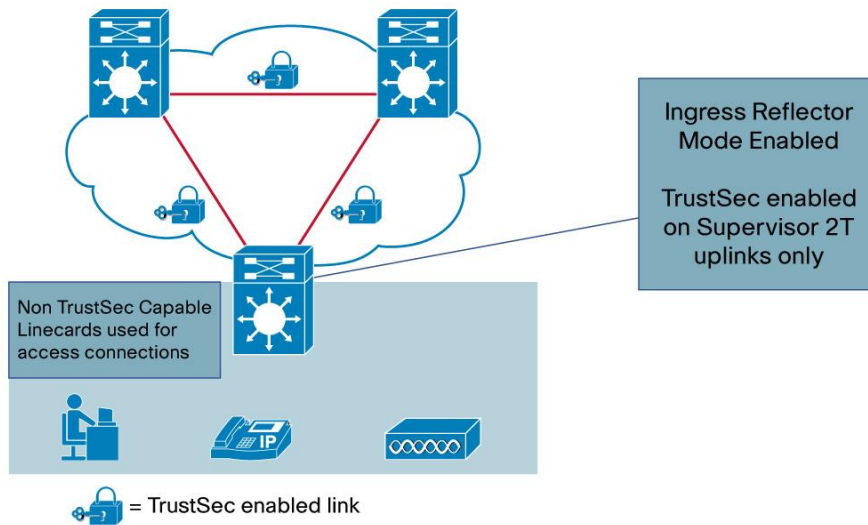 Ingress Reflector
Mode Enabled
TrustSec enabled
on Supervisor 2T
uplinks only
Non TrustSec Capable
Linecards used for
access connections
IP
= TrustSec enabled link